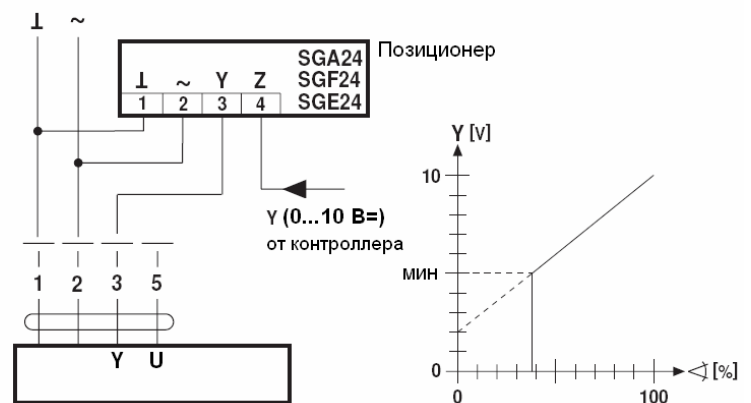 ⊥ ~
Позиционер
SGA24
SGF24
SGE24
⊥ ~ Y Z
1 2 3 4
Y (0...10 В=)
от контроллера
1 2 3 5
Y U
Y [V]
10
мин
0
0 100
[%]